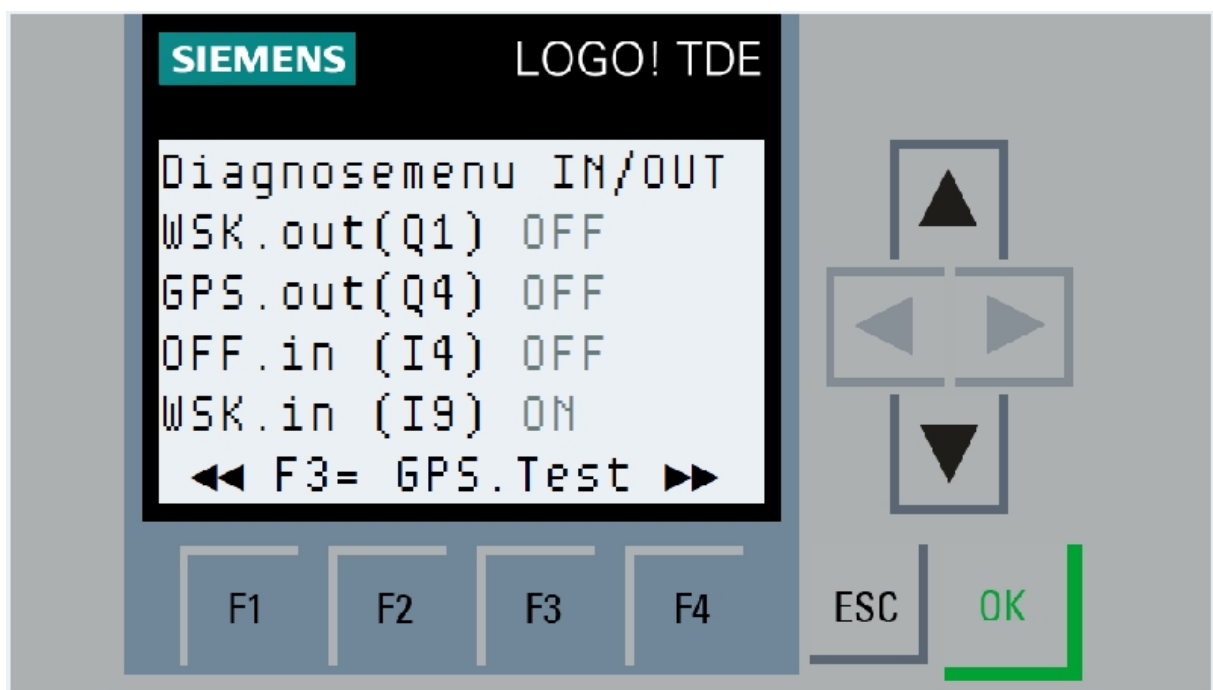 SIEMENS LOGO! TDE
Diagnosemenu IN/OUT
WSK.out(Q1) OFF
GPS.out(Q4) OFF
OFF.in (I4) OFF
WSK.in (I9) ON
◄◄ F3= GPS.Test ►►
F1 F2 F3 F4 ESC OK